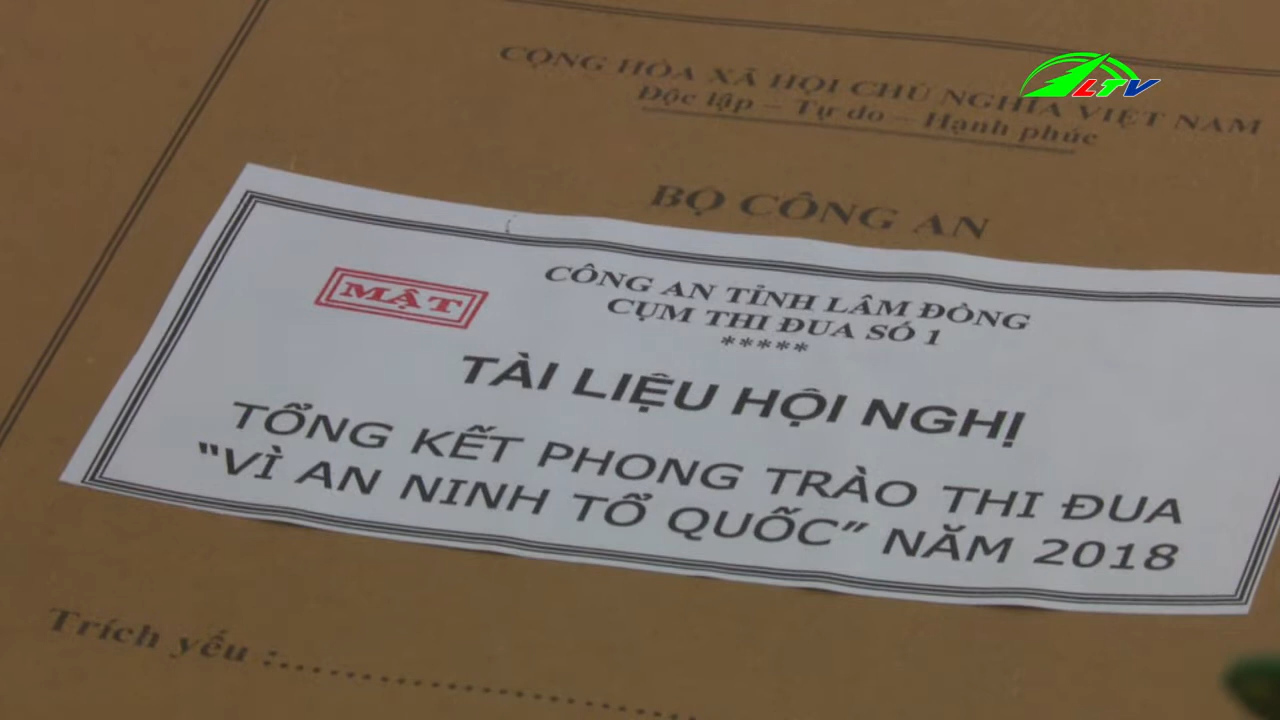 LTV
CỘNG HÒA XÃ HỘI CHỦ NGHĨA VIỆT NAM
Độc lập – Tự do – Hạnh phúc
BỘ CÔNG AN
MẬT
CÔNG AN TỈNH LÂM ĐỒNG
CỤM THI ĐUA SỐ 1
*****
TÀI LIỆU HỘI NGHỊ
TỔNG KẾT PHONG TRÀO THI ĐUA
“VÌ AN NINH TỔ QUỐC” NĂM 2018
Trích yếu :........................................